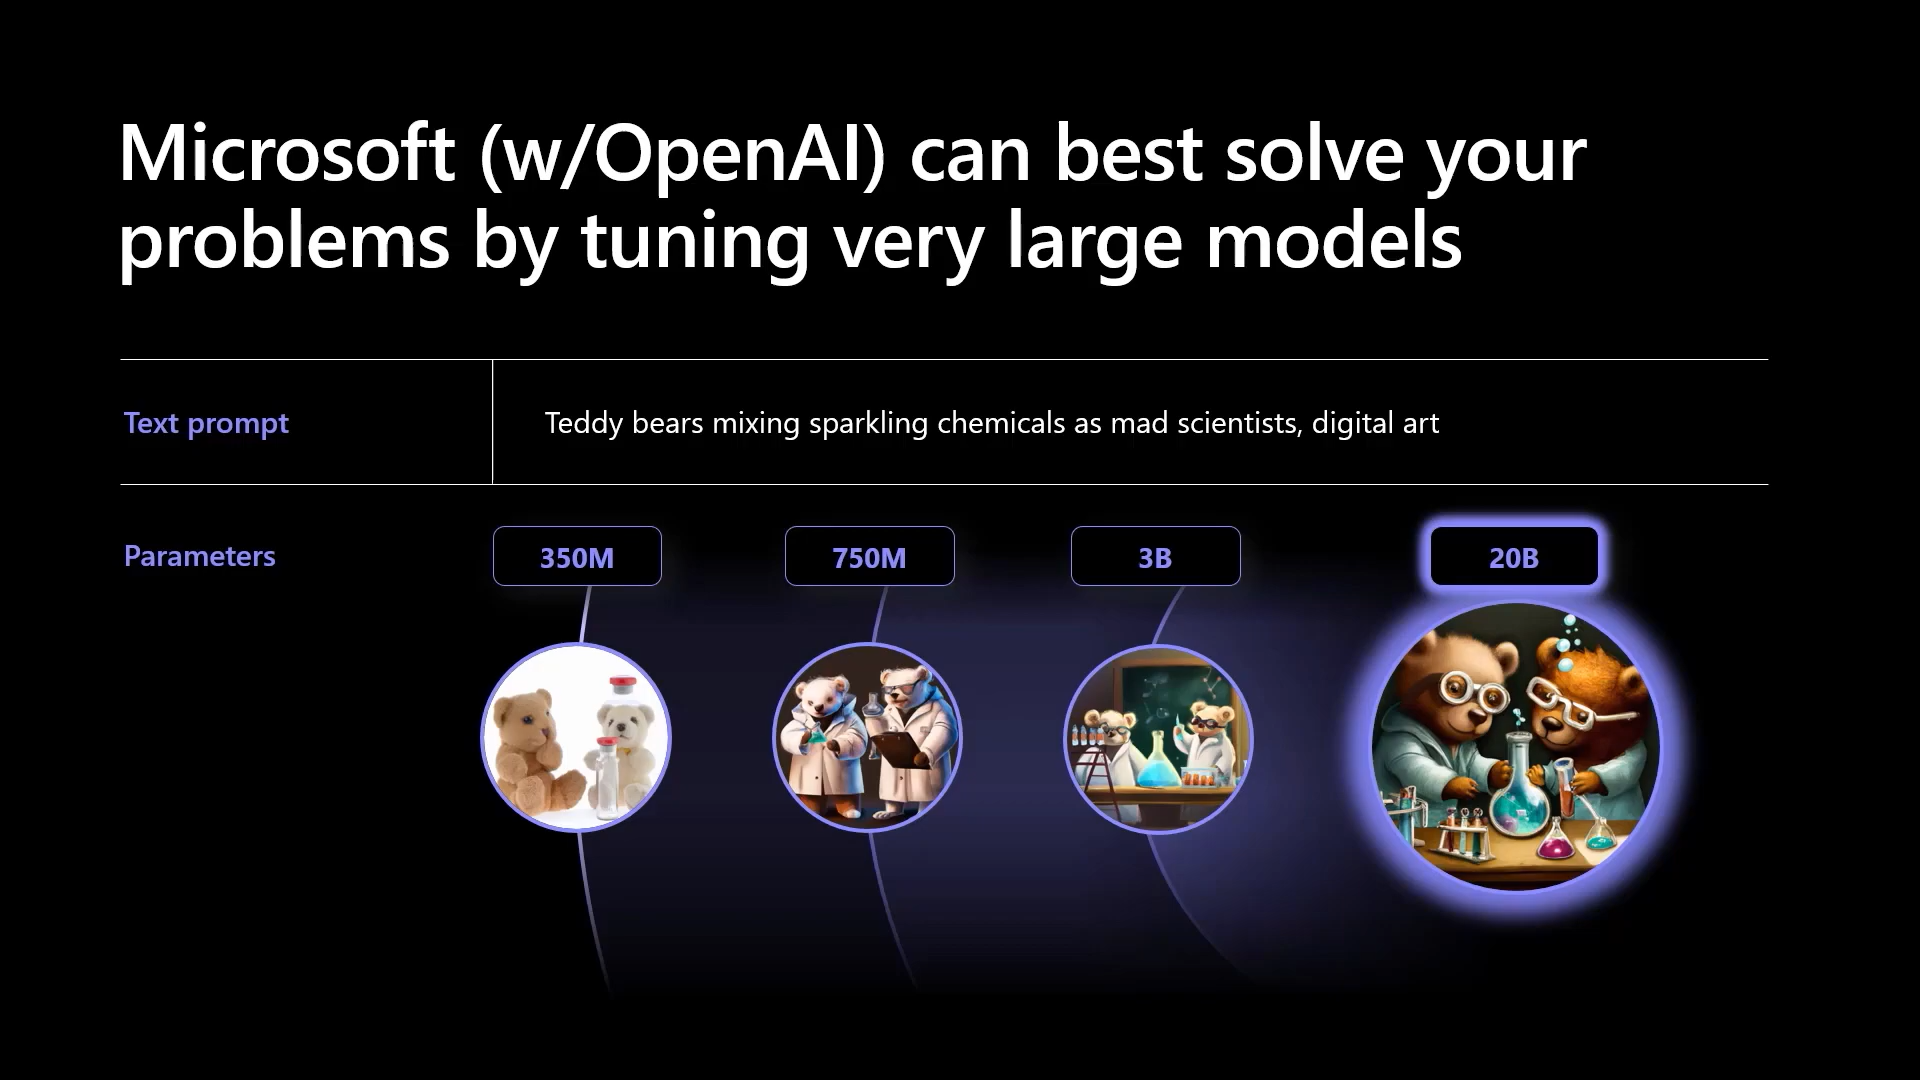 Microsoft (w/OpenAI) can best solve your
problems by tuning very large models
Text prompt
Teddy bears mixing sparkling chemicals as mad scientists, digital art
Parameters
350M
750M
3B
20B